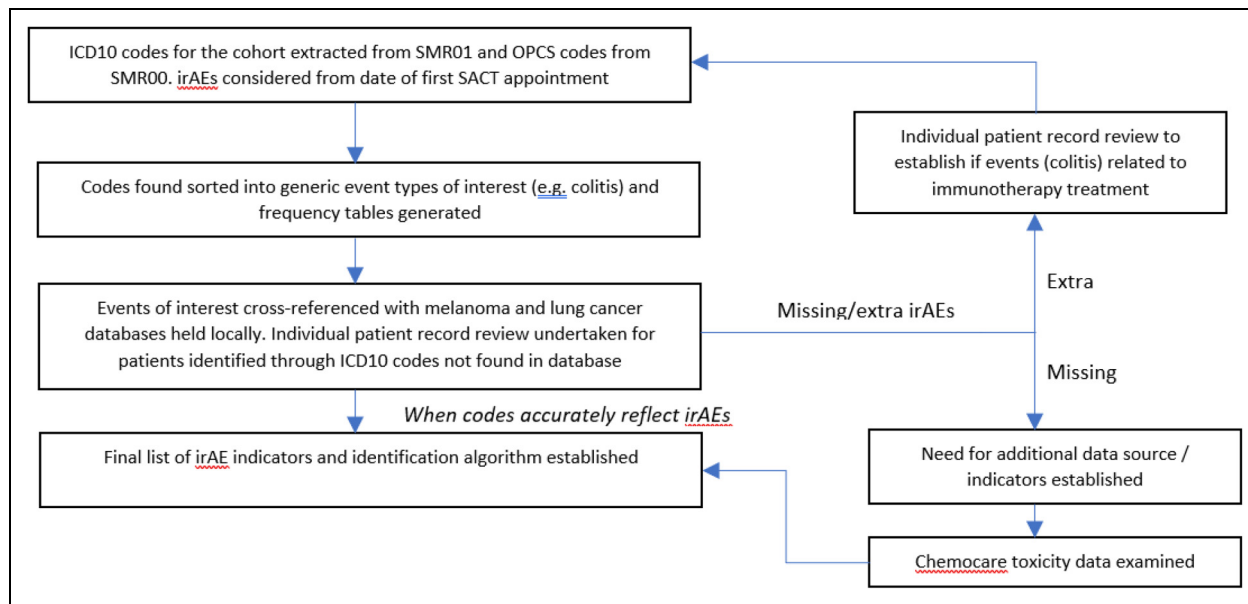 ICD10 codes for the cohort extracted from SMR01 and OPCS codes from
SMR00. irAEs considered from date of first SACT appointment
Codes found sorted into generic event types of interest (e.g. colitis) and
frequency tables generated
Events of interest cross-referenced with melanoma and lung cancer
databases held locally. Individual patient record review undertaken for
patients identified through ICD10 codes not found in database
When codes accurately reflect irAEs
Final list of irAE indicators and identification algorithm established
Missing/extra irAEs
Individual patient record review to
establish if events (colitis) related to
immunotherapy treatment
Extra
Missing
Need for additional data source /
indicators established
Chemocare toxicity data examined